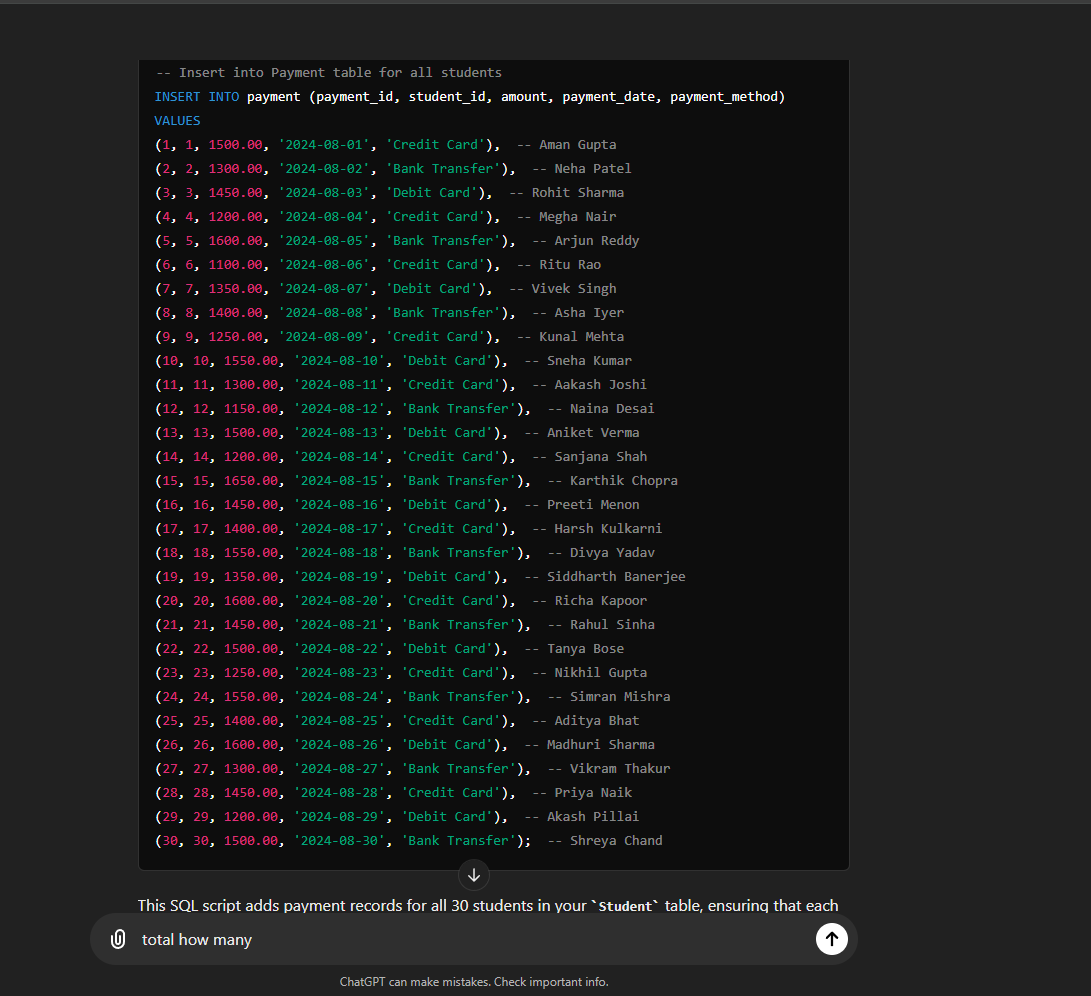 -- Insert into Payment table for all students
INSERT INTO payment (payment_id, student_id, amount, payment_date, payment_method)
VALUES
(1, 1, 1500.00, '2024-08-01', 'Credit Card'),  -- Aman Gupta
(2, 2, 1300.00, '2024-08-02', 'Bank Transfer'),  -- Neha Patel
(3, 3, 1450.00, '2024-08-03', 'Debit Card'),  -- Rohit Sharma
(4, 4, 1200.00, '2024-08-04', 'Credit Card'),  -- Megha Nair
(5, 5, 1600.00, '2024-08-05', 'Bank Transfer'),  -- Arjun Reddy
(6, 6, 1100.00, '2024-08-06', 'Credit Card'),  -- Ritu Rao
(7, 7, 1350.00, '2024-08-07', 'Debit Card'),  -- Vivek Singh
(8, 8, 1400.00, '2024-08-08', 'Bank Transfer'),  -- Asha Iyer
(9, 9, 1250.00, '2024-08-09', 'Credit Card'),  -- Kunal Mehta
(10, 10, 1550.00, '2024-08-10', 'Debit Card'),  -- Sneha Kumar
(11, 11, 1300.00, '2024-08-11', 'Credit Card'),  -- Aakash Joshi
(12, 12, 1150.00, '2024-08-12', 'Bank Transfer'),  -- Naina Desai
(13, 13, 1500.00, '2024-08-13', 'Debit Card'),  -- Aniket Verma
(14, 14, 1200.00, '2024-08-14', 'Credit Card'),  -- Sanjana Shah
(15, 15, 1650.00, '2024-08-15', 'Bank Transfer'),  -- Karthik Chopra
(16, 16, 1450.00, '2024-08-16', 'Debit Card'),  -- Preeti Menon
(17, 17, 1400.00, '2024-08-17', 'Credit Card'),  -- Harsh Kulkarni
(18, 18, 1550.00, '2024-08-18', 'Bank Transfer'),  -- Divya Yadav
(19, 19, 1350.00, '2024-08-19', 'Debit Card'),  -- Siddharth Banerjee
(20, 20, 1600.00, '2024-08-20', 'Credit Card'),  -- Richa Kapoor
(21, 21, 1450.00, '2024-08-21', 'Bank Transfer'),  -- Rahul Sinha
(22, 22, 1500.00, '2024-08-22', 'Debit Card'),  -- Tanya Bose
(23, 23, 1250.00, '2024-08-23', 'Credit Card'),  -- Nikhil Gupta
(24, 24, 1550.00, '2024-08-24', 'Bank Transfer'),  -- Simran Mishra
(25, 25, 1400.00, '2024-08-25', 'Credit Card'),  -- Aditya Bhat
(26, 26, 1600.00, '2024-08-26', 'Debit Card'),  -- Madhuri Sharma
(27, 27, 1300.00, '2024-08-27', 'Bank Transfer'),  -- Vikram Thakur
(28, 28, 1450.00, '2024-08-28', 'Credit Card'),  -- Priya Naik
(29, 29, 1200.00, '2024-08-29', 'Debit Card'),  -- Akash Pillai
(30, 30, 1500.00, '2024-08-30', 'Bank Transfer');  -- Shreya Chand
This SQL script adds payment records for all 30 students in your `Student` table, ensuring that each
total how many
ChatGPT can make mistakes. Check important info.